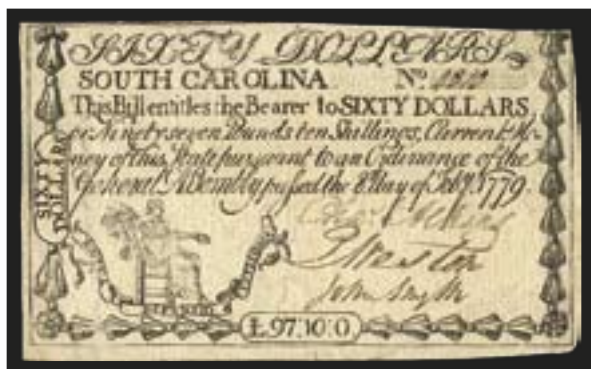 SIXTY DOLLARS
SOUTH CAROLINA No.
This Bill entitles the Bearer to SIXTY DOLLARS
or Ninety seven Pounds ten Shillings, Current Mo-
ney of this State pursuant to an Ordinance of the
General Assembly passed the 8th Day of Feby. 1779.
SIXTY
DOLLARS
John Smyth
£97:10:0